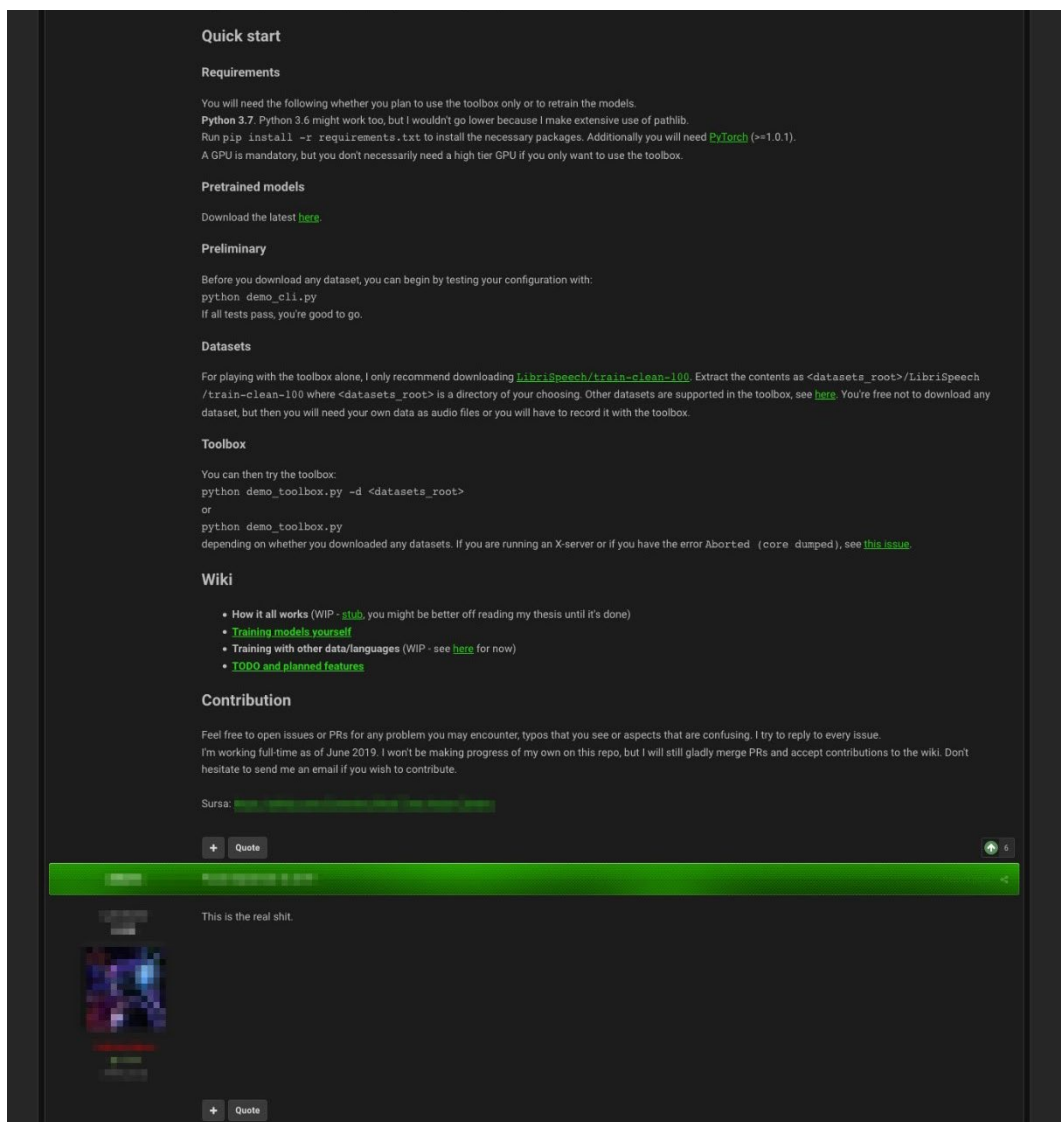 Quick start
Requirements
You will need the following whether you plan to use the toolbox only or to retrain the models.
Python 3.7. Python 3.6 might work too, but I wouldn't go lower because I make extensive use of pathlib.
Run pip install -r requirements.txt to install the necessary packages. Additionally you will need PyTorch (>=1.0.1).
A GPU is mandatory, but you don't necessarily need a high tier GPU if you only want to use the toolbox.
Pretrained models
Download the latest here.
Preliminary
Before you download any dataset, you can begin by testing your configuration with:
python demo_cli.py
If all tests pass, you're good to go.
Datasets
For playing with the toolbox alone, I only recommend downloading LibriSpeech/train-clean-100. Extract the contents as <datasets_root>/LibriSpeech
/train-clean-100 where <datasets_root> is a directory of your choosing. Other datasets are supported in the toolbox, see here. You're free not to download any
dataset, but then you will need your own data as audio files or you will have to record it with the toolbox.
Toolbox
You can then try the toolbox:
python demo_toolbox.py -d <datasets_root>
or
python demo_toolbox.py
depending on whether you downloaded any datasets. If you are running an X-server or if you have the error Aborted (core dumped), see this issue.
Wiki
• How it all works (WIP - stub, you might be better off reading my thesis until it's done)
• Training models yourself
• Training with other data/languages (WIP - see here for now)
• TODO and planned features
Contribution
Feel free to open issues or PRs for any problem you may encounter, typos that you see or aspects that are confusing. I try to reply to every issue.
I'm working full-time as of June 2019. I won't be making progress of my own on this repo, but I will still gladly merge PRs and accept contributions to the wiki. Don't
hesitate to send me an email if you wish to contribute.
Sursa:
+ Quote 6
This is the real shit.
+ Quote